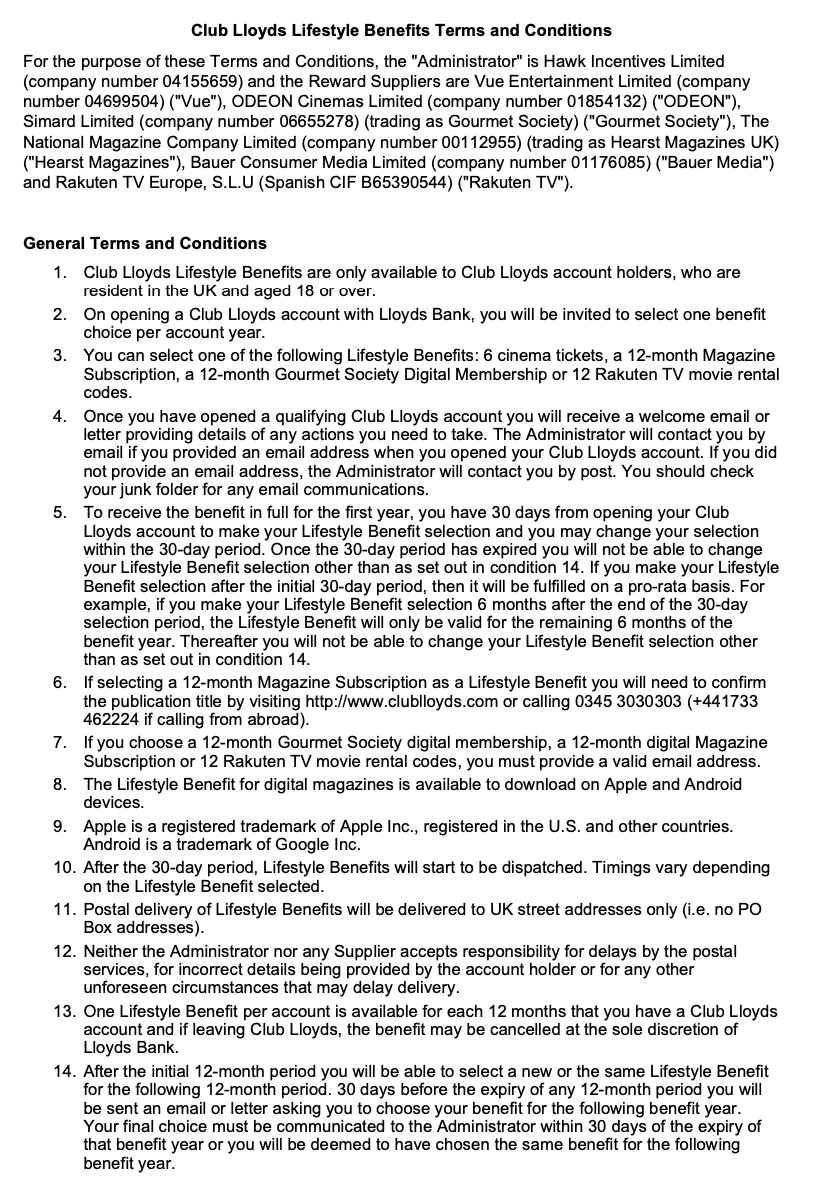 Club Lloyds Lifestyle Benefits Terms and Conditions
For the purpose of these Terms and Conditions, the "Administrator" is Hawk Incentives Limited
(company number 04155659) and the Reward Suppliers are Vue Entertainment Limited (company
number 04699504) ("Vue"), ODEON Cinemas Limited (company number 01854132) ("ODEON"),
Simard Limited (company number 06655278) (trading as Gourmet Society) ("Gourmet Society"), The
National Magazine Company Limited (company number 00112955) (trading as Hearst Magazines UK)
("Hearst Magazines"), Bauer Consumer Media Limited (company number 01176085) ("Bauer Media")
and Rakuten TV Europe, S.L.U (Spanish CIF B65390544) ("Rakuten TV").
General Terms and Conditions
1. Club Lloyds Lifestyle Benefits are only available to Club Lloyds account holders, who are
resident in the UK and aged 18 or over.
2. On opening a Club Lloyds account with Lloyds Bank, you will be invited to select one benefit
choice per account year.
3. You can select one of the following Lifestyle Benefits: 6 cinema tickets, a 12-month Magazine
Subscription, a 12-month Gourmet Society Digital Membership or 12 Rakuten TV movie rental
codes.
4. Once you have opened a qualifying Club Lloyds account you will receive a welcome email or
letter providing details of any actions you need to take. The Administrator will contact you by
email if you provided an email address when you opened your Club Lloyds account. If you did
not provide an email address, the Administrator will contact you by post. You should check
your junk folder for any email communications.
5. To receive the benefit in full for the first year, you have 30 days from opening your Club
Lloyds account to make your Lifestyle Benefit selection and you may change your selection
within the 30-day period. Once the 30-day period has expired you will not be able to change
your Lifestyle Benefit selection other than as set out in condition 14. If you make your Lifestyle
Benefit selection after the initial 30-day period, then it will be fulfilled on a pro-rata basis. For
example, if you make your Lifestyle Benefit selection 6 months after the end of the 30-day
selection period, the Lifestyle Benefit will only be valid for the remaining 6 months of the
benefit year. Thereafter you will not be able to change your Lifestyle Benefit selection other
than as set out in condition 14.
6. If selecting a 12-month Magazine Subscription as a Lifestyle Benefit you will need to confirm
the publication title by visiting http://www.clublloyds.com or calling 0345 3030303 (+441733
462224 if calling from abroad).
7. If you choose a 12-month Gourmet Society digital membership, a 12-month digital Magazine
Subscription or 12 Rakuten TV movie rental codes, you must provide a valid email address.
8. The Lifestyle Benefit for digital magazines is available to download on Apple and Android
devices.
9. Apple is a registered trademark of Apple Inc., registered in the U.S. and other countries.
Android is a trademark of Google Inc.
10. After the 30-day period, Lifestyle Benefits will start to be dispatched. Timings vary depending
on the Lifestyle Benefit selected.
11. Postal delivery of Lifestyle Benefits will be delivered to UK street addresses only (i.e. no PO
Box addresses).
12. Neither the Administrator nor any Supplier accepts responsibility for delays by the postal
services, for incorrect details being provided by the account holder or for any other
unforeseen circumstances that may delay delivery.
13. One Lifestyle Benefit per account is available for each 12 months that you have a Club Lloyds
account and if leaving Club Lloyds, the benefit may be cancelled at the sole discretion of
Lloyds Bank.
14. After the initial 12-month period you will be able to select a new or the same Lifestyle Benefit
for the following 12-month period. 30 days before the expiry of any 12-month period you will
be sent an email or letter asking you to choose your benefit for the following benefit year.
Your final choice must be communicated to the Administrator within 30 days of the expiry of
that benefit year or you will be deemed to have chosen the same benefit for the following
benefit year.